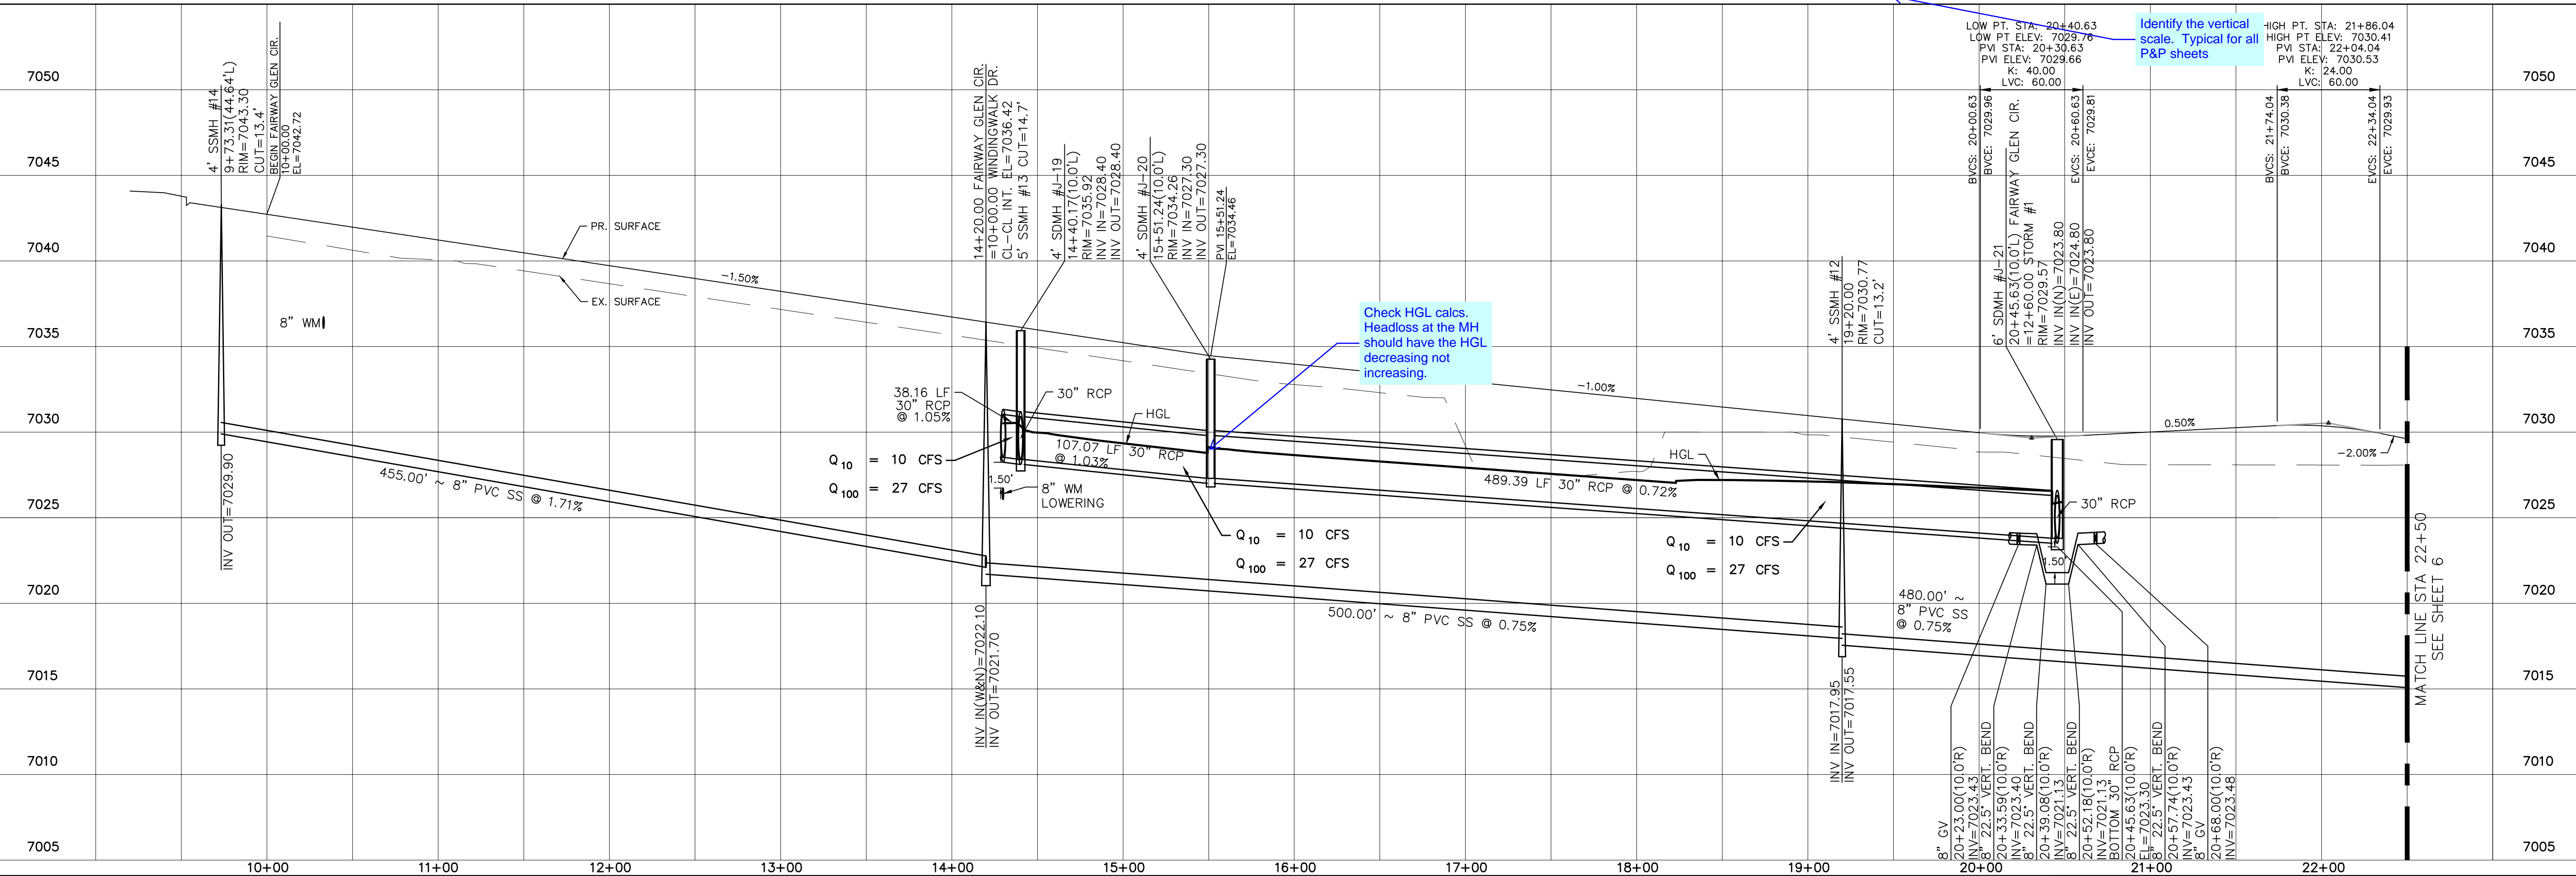 LOW PT. STA: 20+40.63
LOW PT ELEV: 7029.76
PVI STA: 20+30.63
PVI ELEV: 7029.66
K: 40.00
LVC: 60.00
Identify the vertical
scale. Typical for all
P&P sheets
HIGH PT. STA: 21+86.04
HIGH PT ELEV: 7030.41
PVI STA: 22+04.04
PVI ELEV: 7030.53
K: 24.00
LVC: 60.00
7050
7045
7040
7035
7030
7025
7020
7015
7010
7005
4' SSMH #14
9+73.31(44.64'L)
RIM=7043.30
CUT=13.4'
BEGIN FAIRWAY GLEN CIR.
10+00.00
EL=7042.72
14+20.00 FAIRWAY GLEN CIR.
=10+00.00 WINDINGWALK DR.
CL-CL INT. EL=7036.42
5' SSMH #13 CUT=14.7'
4' SDMH #J-19
14+40.17(10.0'L)
RIM=7035.92
INV IN=7028.40
INV OUT=7028.40
4' SDMH #J-20
15+51.24(10.0'L)
RIM=7034.26
INV IN=7027.30
INV OUT=7027.30
PVI 15+51.24
EL=7034.46
4' SSMH #12
19+20.00
RIM=7030.77
CUT=13.2'
BVCS: 20+00.63
BVCE: 7029.96
6' SDMH #J-21
20+45.63(10.0'L) FAIRWAY GLEN CIR.
=12+60.00 STORM #1
RIM=7029.57
INV IN(N)=7023.80
INV IN(E)=7024.80
INV OUT=7023.80
EVCS: 20+60.63
EVCE: 7029.81
BVCS: 21+74.04
BVCE: 7030.38
EVCS: 22+34.04
EVCE: 7029.93
PR. SURFACE
-1.50%
EX. SURFACE
8" WM
Check HGL calcs.
Headloss at the MH
should have the HGL
decreasing not
increasing.
-1.00%
0.50%
-2.00%
38.16 LF
30" RCP
@ 1.05%
30" RCP
HGL
107.07 LF 30" RCP
@ 1.03%
HGL
489.39 LF 30" RCP @ 0.72%
30" RCP
Q10 = 10 CFS
Q100 = 27 CFS
1.50'
8" WM
LOWERING
Q10 = 10 CFS
Q100 = 27 CFS
Q10 = 10 CFS
Q100 = 27 CFS
1.50'
INV OUT=7029.90
455.00' ~ 8" PVC SS @ 1.71%
INV IN(W&N)=7022.10
INV OUT=7021.70
500.00' ~ 8" PVC SS @ 0.75%
480.00' ~
8" PVC SS
@ 0.75%
INV IN=7017.95
INV OUT=7017.55
8" GV
20+23.00(10.0'R)
INV=7023.43
8" 22.5° VERT. BEND
20+33.59(10.0'R)
INV=7023.40
8" 22.5° VERT. BEND
20+39.08(10.0'R)
INV=7021.13
8" 22.5° VERT. BEND
20+52.18(10.0'R)
INV=7021.13
BOTTOM 30" RCP
20+45.63(10.0'R)
EL=7023.30
8" 22.5° VERT. BEND
20+57.74(10.0'R)
INV=7023.43
8" GV
20+68.00(10.0'R)
INV=7023.48
MATCH LINE STA 22+50
SEE SHEET 6
7050
7045
7040
7035
7030
7025
7020
7015
7010
7005
10+00
11+00
12+00
13+00
14+00
15+00
16+00
17+00
18+00
19+00
20+00
21+00
22+00